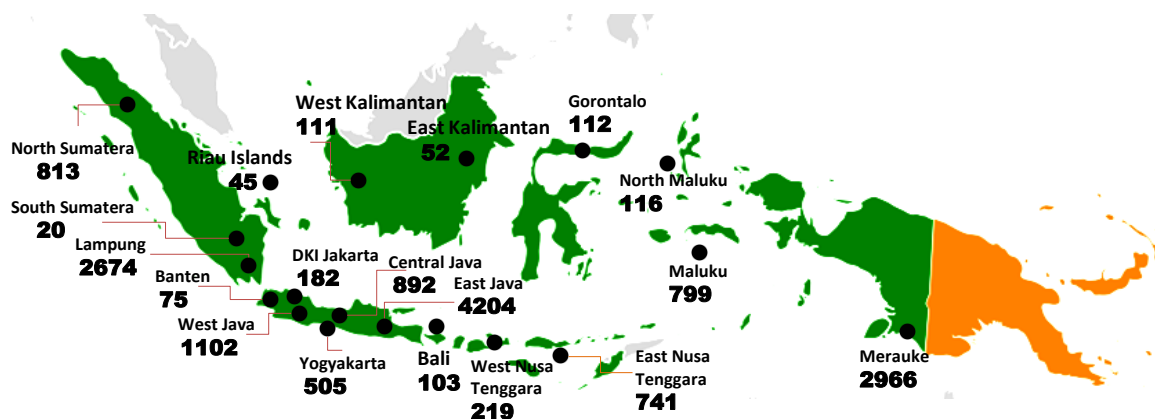 West Kalimantan
111
East Kalimantan
52
Gorontalo
112
North Sumatera
813
Riau Islands
45
North Maluku
116
South Sumatera
20
Lampung
2674
DKI Jakarta
182
Central Java
892
Maluku
799
Banten
75
East Java
4204
West Java
1102
Yogyakarta
505
Bali
103
West Nusa
Tenggara
219
East Nusa
Tenggara
741
Merauke
2966